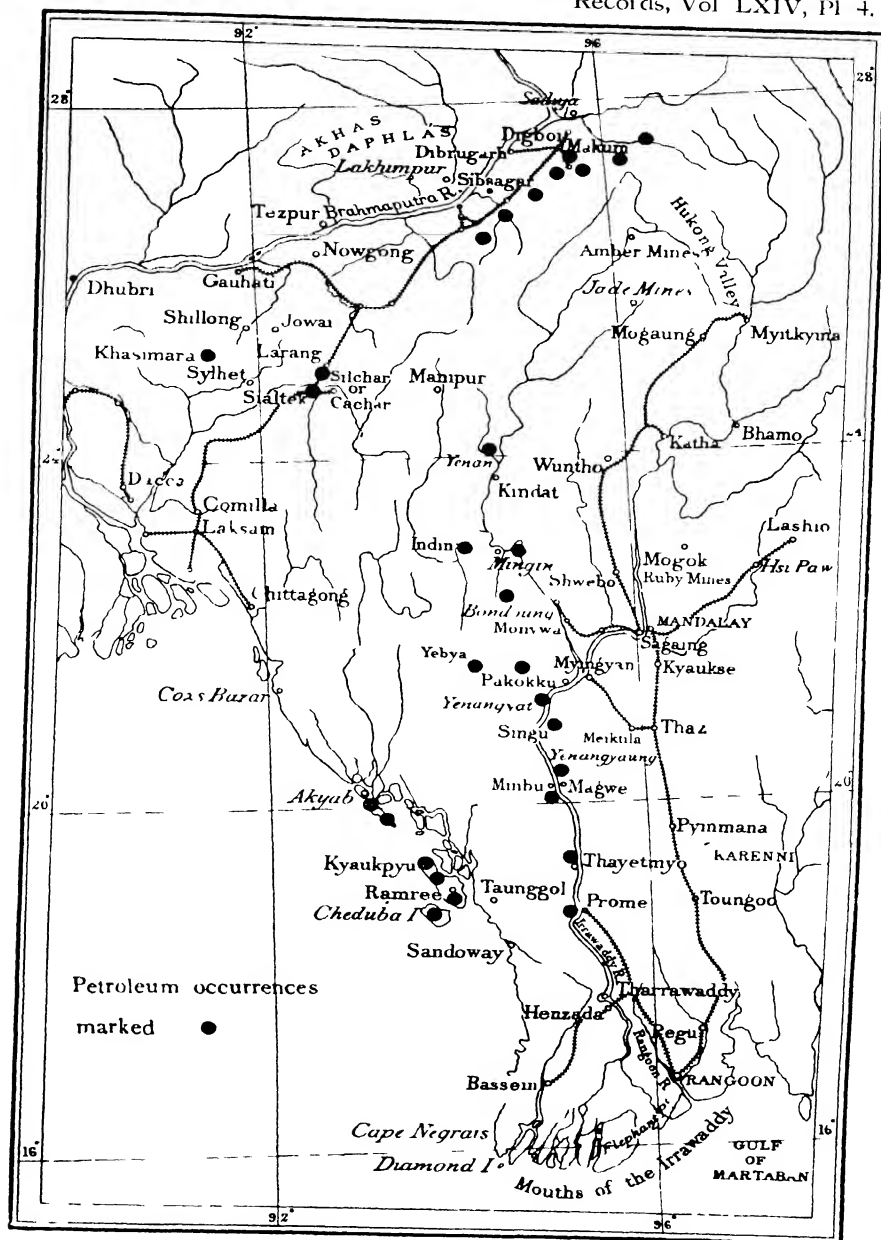 Records, Vol LXIV, Pl 4.
92°
96
28°
28°
Sadiya
AKHAS
DAPHLAS
Digboi
Dibrugarh
Makum
Lakhimpur
Sibsagar
Tezpur
Brahmaputra R.
Nowgong
Hukong Valley
Amber Mines
Dhubri
Gauhati
Jade Mines
Shillong
Jowai
Mogaung
Myitkyina
Khasimara
Larang
Sylhet
Silchar
or
Cachar
Manipur
Sialtek
Katha
Bhamo
Yenan
Wuntho
24°
Kindat
Dacca
Comilla
Laksam
Lashio
Indin
Mingin
Mogok
Ruby Mines
Hsi Paw
Shwebo
Chittagong
Monywa
MANDALAY
Sagaing
Yebya
Myingyan
Kyaukse
Pakokku
Coxs Bazar
Yenangyat
Singu
Meiktila
Thaz
Yenangyaung
Akyab
Minbu
Magwe
20°
20
Pyinmana
KARENNI
Kyaukpyu
Thayetmyo
Ramree
Taunggol
Prome
Toungoo
Cheduba I
Sandoway
Irrawaddy R.
Petroleum occurrences
marked
Tharrawaddy
Henzada
Pegu
Rangoon R.
Bassein
RANGOON
Elephant Pt
Cape Negrais
16°
16°
Diamond I
GULF
OF
MARTABAN
Mouths of the Irrawaddy
92°
96°